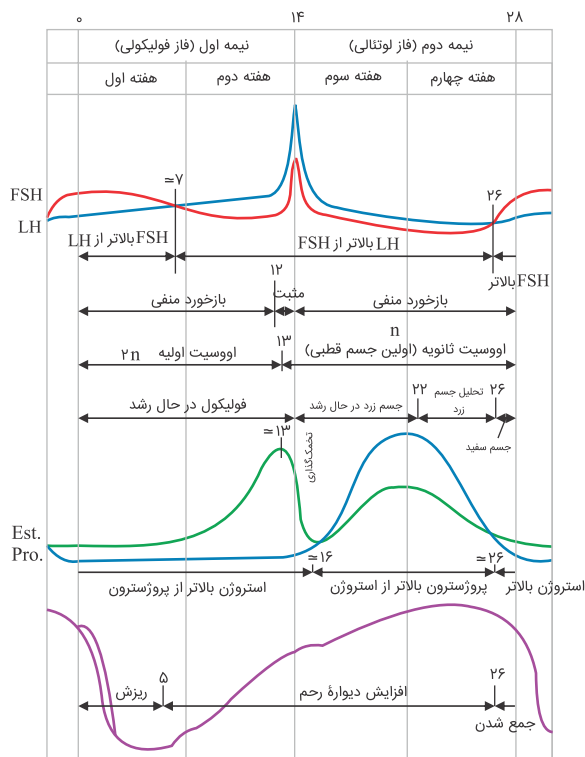 ۰ ۱۴ ۲۸
نیمه اول (فاز فولیکولی) نیمه دوم (فاز لوتئالی)
هفته اول هفته دوم هفته سوم هفته چهارم
≃۷
۲۶
FSH
LH
FSH بالاتر از LH
LH بالاتر از FSH
FSH بالاتر
۱۲
بازخورد منفی مثبت بازخورد منفی
۱۳
اووسیت اولیه ۲n
n
اووسیت ثانویه (اولین جسم قطبی)
فولیکول در حال رشد
جسم زرد در حال رشد
۲۲
تحلیل جسم
زرد
۲۶
جسم سفید
≃۱۳
تخمک‌گذاری
Est.
Pro.
≃۱۶
≃۲۶
استروژن بالاتر از پروژسترون
پروژسترون بالاتر از استروژن
استروژن بالاتر
۵
ریزش
افزایش دیوارهٔ رحم
۲۶
جمع شدن